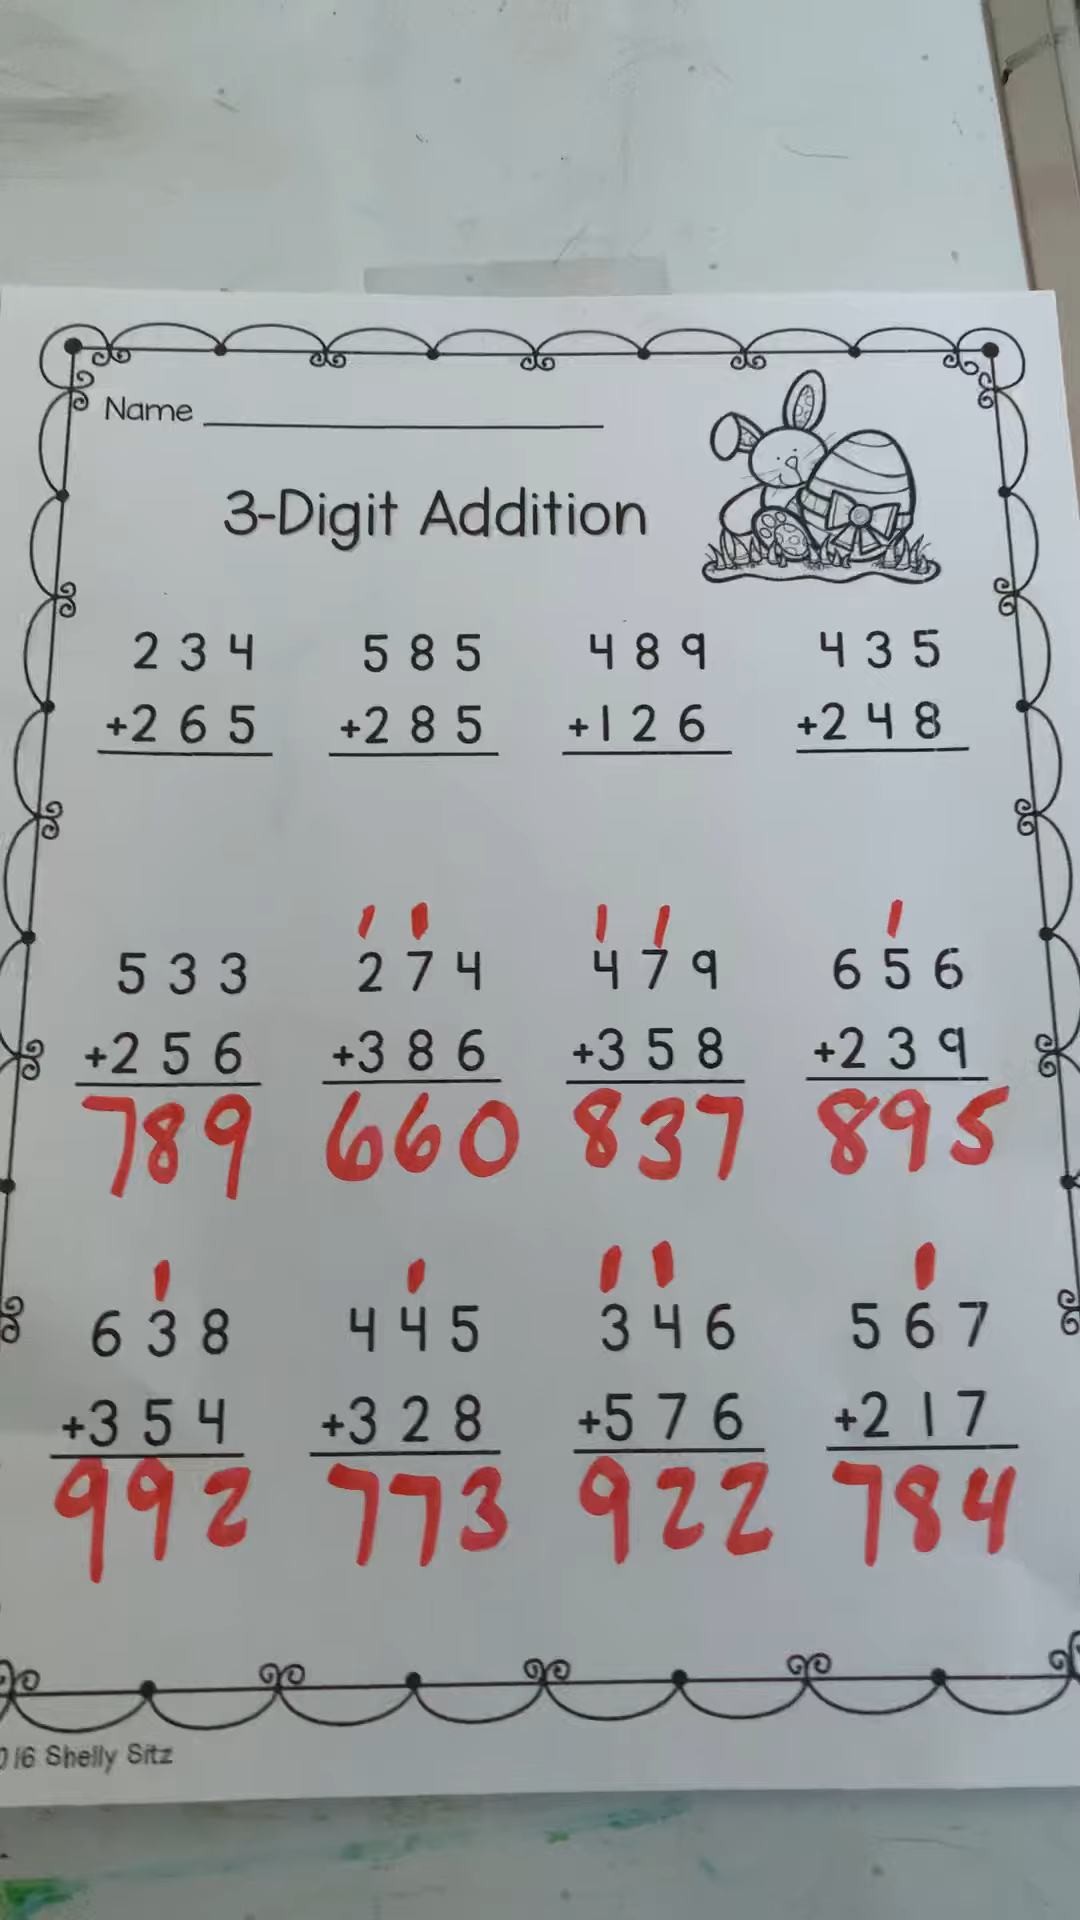 Name
3-Digit Addition
2 3 4 5 8 5 4 8 9 4 3 5
+2 6 5 +2 8 5 +1 2 6 +2 4 8
1 1 1 1 1
5 3 3 2 7 4 4 7 9 6 5 6
+2 5 6 +3 8 6 +3 5 8 +2 3 9
789 660 837 895
1 1 1 1 1
6 3 8 4 4 5 3 4 6 5 6 7
+3 5 4 +3 2 8 +5 7 6 +2 1 7
992 773 922 784
016 Shelly Sitz